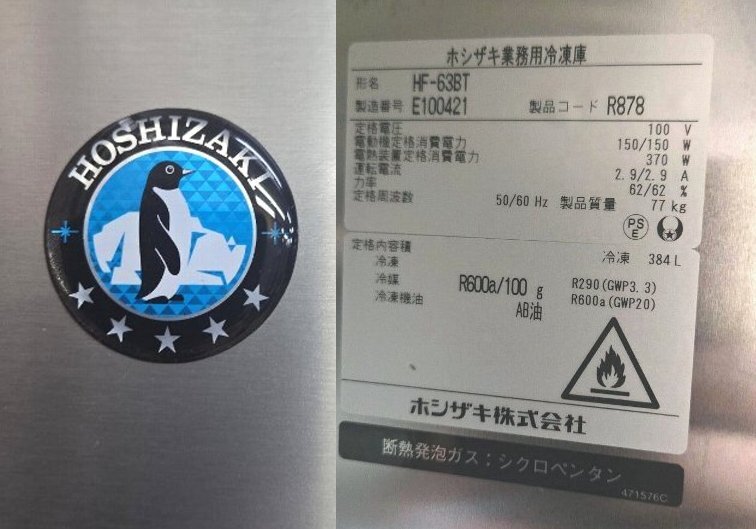 HOSHIZAKI
ホシザキ業務用冷凍庫
形名 HF-63BT
製造番号 E100421 製品コード R878
定格電圧 100 V
電動機定格消費電力 150/150 W
電熱装置定格消費電力 370 W
運転電流 2.9/2.9 A
力率 62/62 %
定格周波数 50/60 Hz 製品質量 77 kg
PS
E
定格内容積
冷凍 冷凍 384 L
冷媒 R600a/100 g R290(GWP3.3)
冷凍機油 AB油 R600a(GWP20)
ホシザキ株式会社
断熱発泡ガス：シクロペンタン
471576C